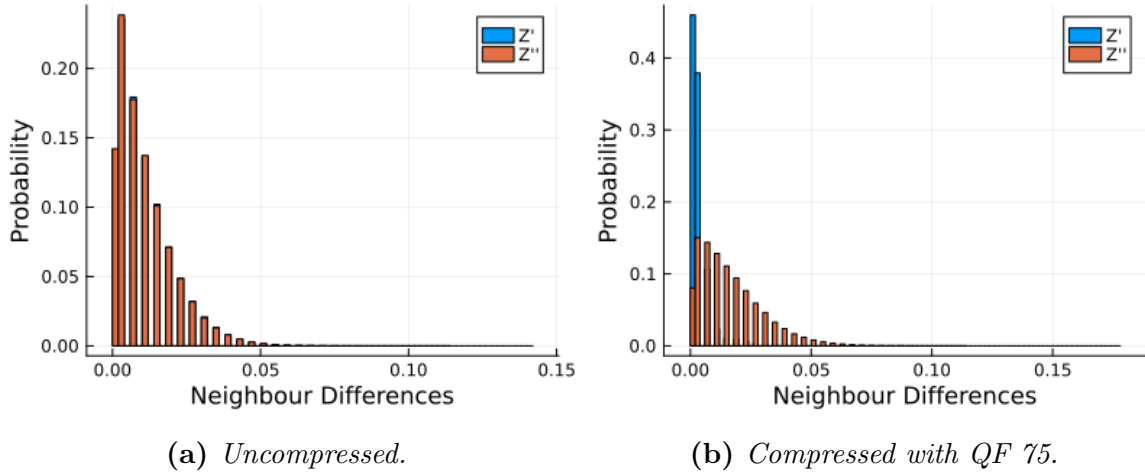 Z'
Z''
0.20
0.15
0.10
0.05
0.00
Probability
0.00 0.05 0.10 0.15
Neighbour Differences
(a) Uncompressed.
Z'
Z''
0.4
0.3
0.2
0.1
0.0
Probability
0.00 0.05 0.10 0.15
Neighbour Differences
(b) Compressed with QF 75.